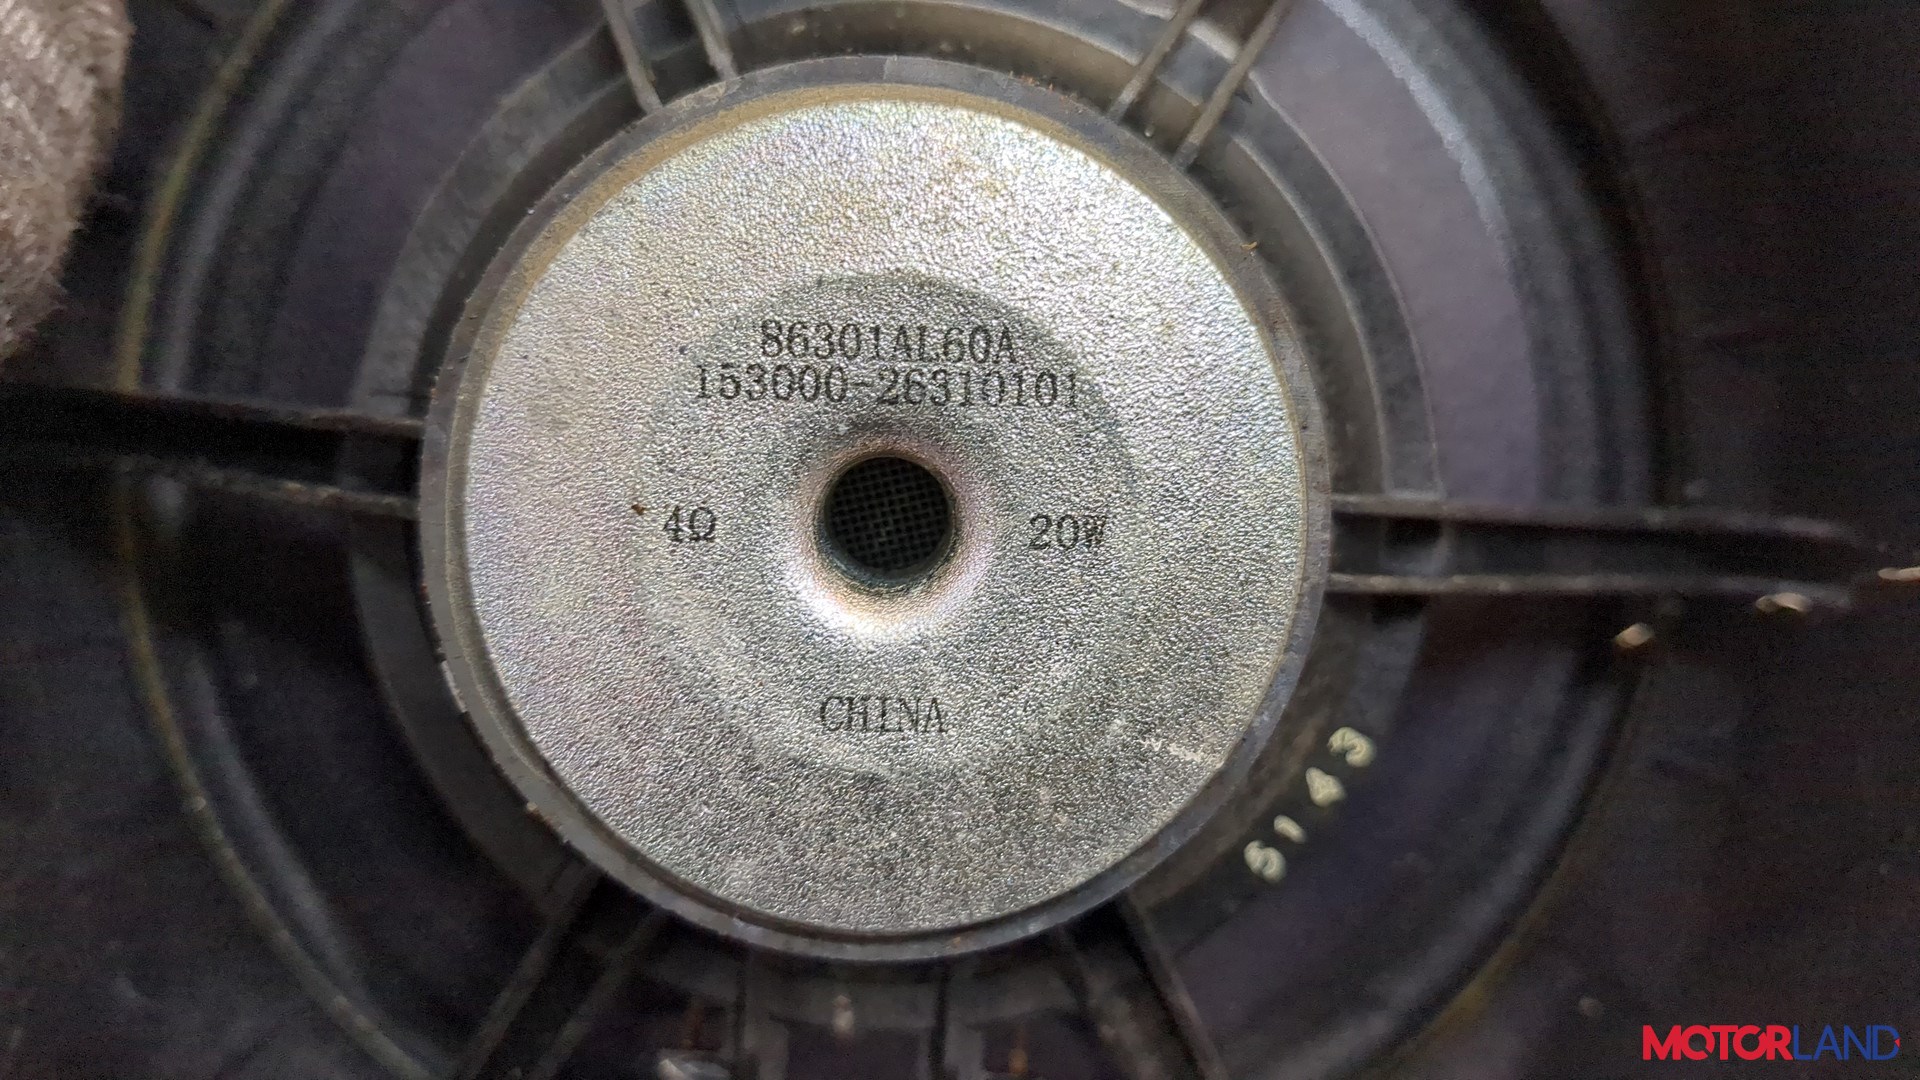 86301AL60A
153000-26310101
4Ω 20W
CHINA
5143
MOTORLAND